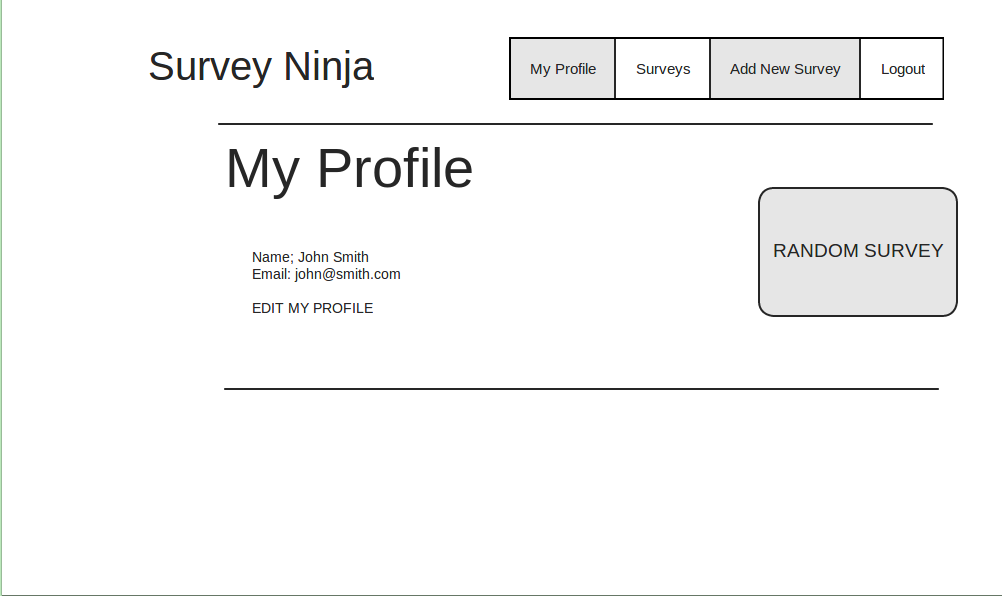 Survey Ninja
My Profile Surveys Add New Survey Logout
My Profile
RANDOM SURVEY
Name; John Smith
Email: john@smith.com
EDIT MY PROFILE